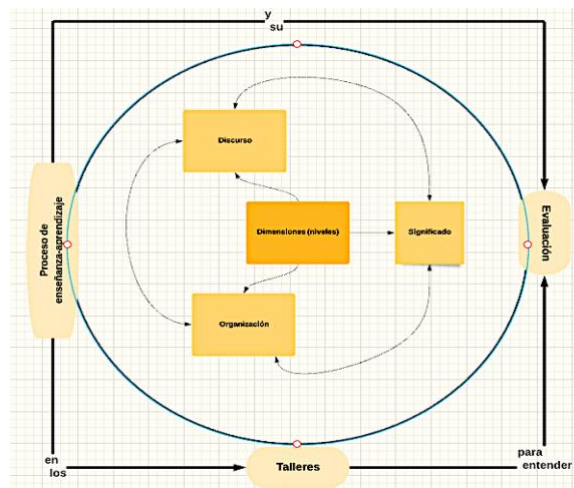 y
su
Discurso
Proceso de
enseñanza-aprendizaje
Dimensiones (niveles)
Significado
Evaluación
Organización
en
los
Talleres
para
entender